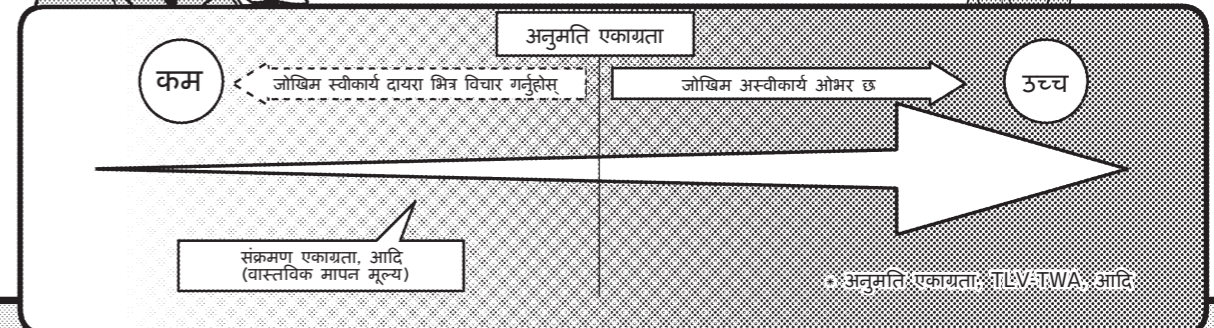 अनुमति एकाग्रता
कम
जोखिम स्वीकार्य दायरा भित्र विचार गर्नुहोस्
जोखिम अस्वीकार्य ओभर छ
उच्च
संक्रमण एकाग्रता, आदि
(वास्तविक मापन मूल्य)
* अनुमति एकाग्रता, TLV-TWA, आदि